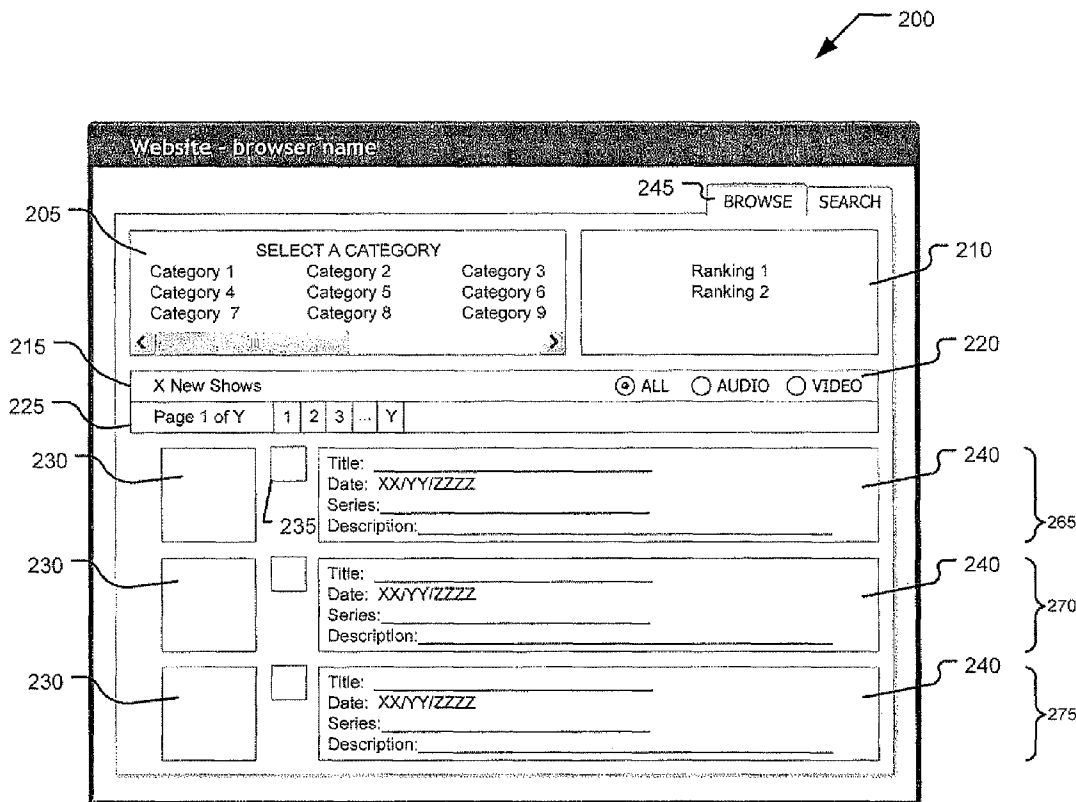 200
Website - browser name
245
BROWSE SEARCH
205
SELECT A CATEGORY
Category 1 Category 2 Category 3
Category 4 Category 5 Category 6
Category 7 Category 8 Category 9
< >
Ranking 1
Ranking 2
210
215
X New Shows ALL AUDIO VIDEO
220
225
Page 1 of Y 1 2 3 ... Y
230
235
Title:
Date: XX/YY/ZZZZ
Series:
Description:
240
265
230
Title:
Date: XX/YY/ZZZZ
Series:
Description:
240
270
230
Title:
Date: XX/YY/ZZZZ
Series:
Description:
240
275